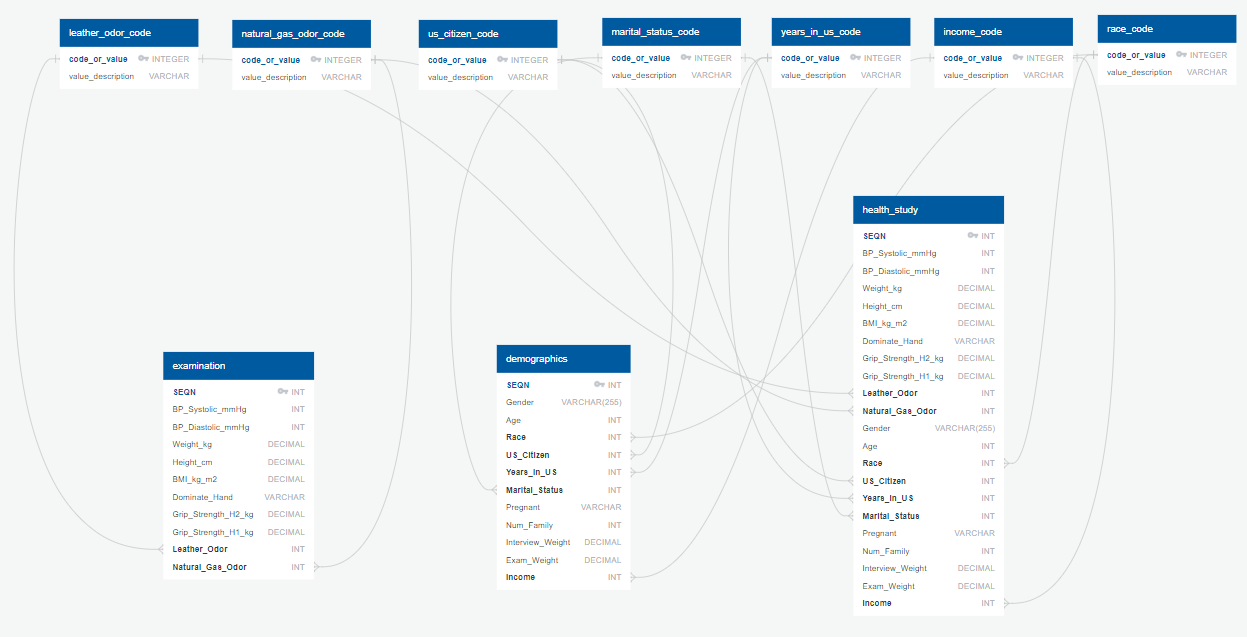 leather_odor_code
code_or_value INTEGER
value_description VARCHAR
natural_gas_odor_code
code_or_value INTEGER
value_description VARCHAR
us_citizen_code
code_or_value INTEGER
value_description VARCHAR
marital_status_code
code_or_value INTEGER
value_description VARCHAR
years_in_us_code
code_or_value INTEGER
value_description VARCHAR
income_code
code_or_value INTEGER
value_description VARCHAR
race_code
code_or_value INTEGER
value_description VARCHAR
examination
SEQN INT
BP_Systolic_mmHg INT
BP_Diastolic_mmHg INT
Weight_kg DECIMAL
Height_cm DECIMAL
BMI_kg_m2 DECIMAL
Dominate_Hand VARCHAR
Grip_Strength_H2_kg DECIMAL
Grip_Strength_H1_kg DECIMAL
Leather_Odor INT
Natural_Gas_Odor INT
demographics
SEQN INT
Gender VARCHAR(255)
Age INT
Race INT
US_Citizen INT
Years_In_US INT
Marital_Status INT
Pregnant VARCHAR
Num_Family INT
Interview_Weight DECIMAL
Exam_Weight DECIMAL
Income INT
health_study
SEQN INT
BP_Systolic_mmHg INT
BP_Diastolic_mmHg INT
Weight_kg DECIMAL
Height_cm DECIMAL
BMI_kg_m2 DECIMAL
Dominate_Hand VARCHAR
Grip_Strength_H2_kg DECIMAL
Grip_Strength_H1_kg DECIMAL
Leather_Odor INT
Natural_Gas_Odor INT
Gender VARCHAR(255)
Age INT
Race INT
US_Citizen INT
Years_In_US INT
Marital_Status INT
Pregnant VARCHAR
Num_Family INT
Interview_Weight DECIMAL
Exam_Weight DECIMAL
Income INT